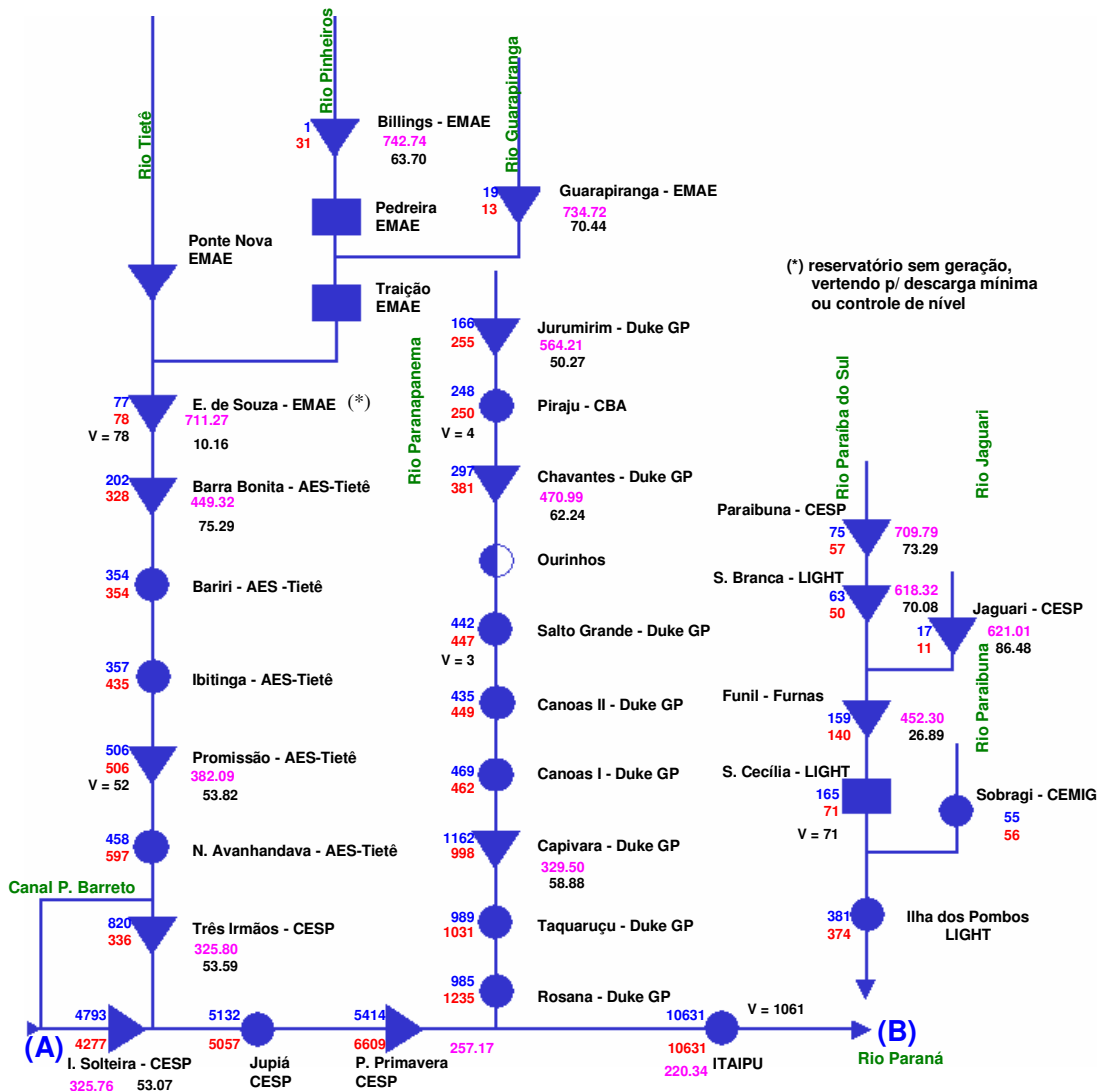 Rio Tietê
Rio Pinheiros
Rio Guarapiranga
1
31
Billings - EMAE
742.74
63.70
19
13
Guarapiranga - EMAE
734.72
70.44
Pedreira
EMAE
Ponte Nova
EMAE
Traição
EMAE
(*) reservatório sem geração,
vertendo p/ descarga mínima
ou controle de nível
77
78
V = 78
E. de Souza - EMAE (*)
711.27
10.16
202
328
Barra Bonita - AES-Tietê
449.32
75.29
354
354
Bariri - AES -Tietê
357
435
Ibitinga - AES-Tietê
506
506
V = 52
Promissão - AES-Tietê
382.09
53.82
458
597
N. Avanhandava - AES-Tietê
Canal P. Barreto
820
336
Três Irmãos - CESP
325.80
53.59
Rio Paranapanema
166
255
Jurumirim - Duke GP
564.21
50.27
248
250
V = 4
Piraju - CBA
297
381
Chavantes - Duke GP
470.99
62.24
Ourinhos
442
447
V = 3
Salto Grande - Duke GP
435
449
Canoas II - Duke GP
469
462
Canoas I - Duke GP
1162
998
Capivara - Duke GP
329.50
58.88
989
1031
Taquaruçu - Duke GP
985
1235
Rosana - Duke GP
Rio Paraíba do Sul
Rio Jaguari
Paraibuna - CESP
75
57
709.79
73.29
S. Branca - LIGHT
63
50
618.32
70.08
Jaguari - CESP
17
11
621.01
86.48
Rio Paraibuna
Funil - Furnas
159
140
452.30
26.89
S. Cecília - LIGHT
165
71
V = 71
Sobragi - CEMIG
55
56
381
374
Ilha dos Pombos
LIGHT
(A)
4793
4277
I. Solteira - CESP
325.76
53.07
5132
5057
Jupiá
CESP
5414
6609
P. Primavera
CESP
257.17
10631
10631
220.34
ITAIPU
V = 1061
(B)
Rio Paraná